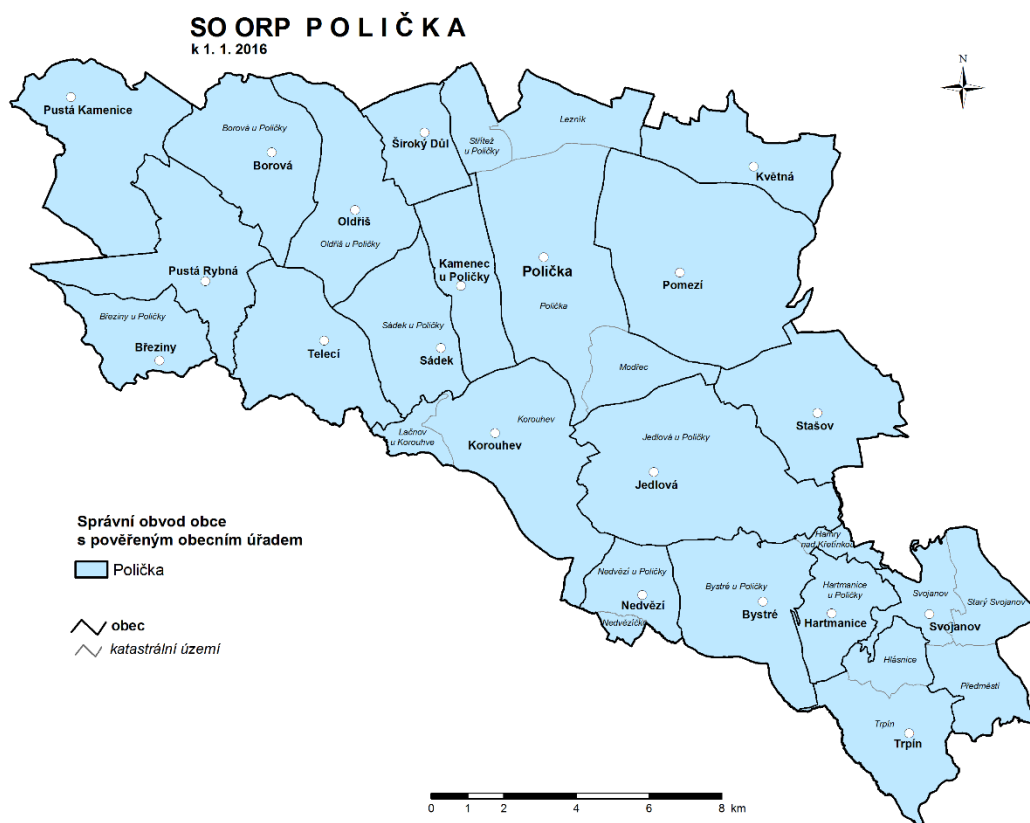 SO ORP POLIČKA
k 1. 1. 2016
N
Pustá Kamenice
Borová u Poličky
Borová
Široký Důl
Střítež
u Poličky
Lezník
Květná
Oldřiš
Oldřiš u Poličky
Kamenec
u Poličky
Polička
Polička
Pomezí
Pustá Rybná
Březiny u Poličky
Březiny
Telecí
Sádek u Poličky
Sádek
Modřec
Lačnov
u Korouhve
Korouhev
Korouhev
Jedlová u Poličky
Jedlová
Stašov
Hamry
nad Křetínkou
Nedvězí u Poličky
Nedvězí
Nedvězíčko
Bystré u Poličky
Bystré
Hartmanice
u Poličky
Hartmanice
Svojanov
Svojanov
Starý Svojanov
Hlásnice
Předměstí
Trpín
Trpín
Správní obvod obce
s pověřeným obecním úřadem
Polička
obec
katastrální území
0 1 2 4 6 8 km